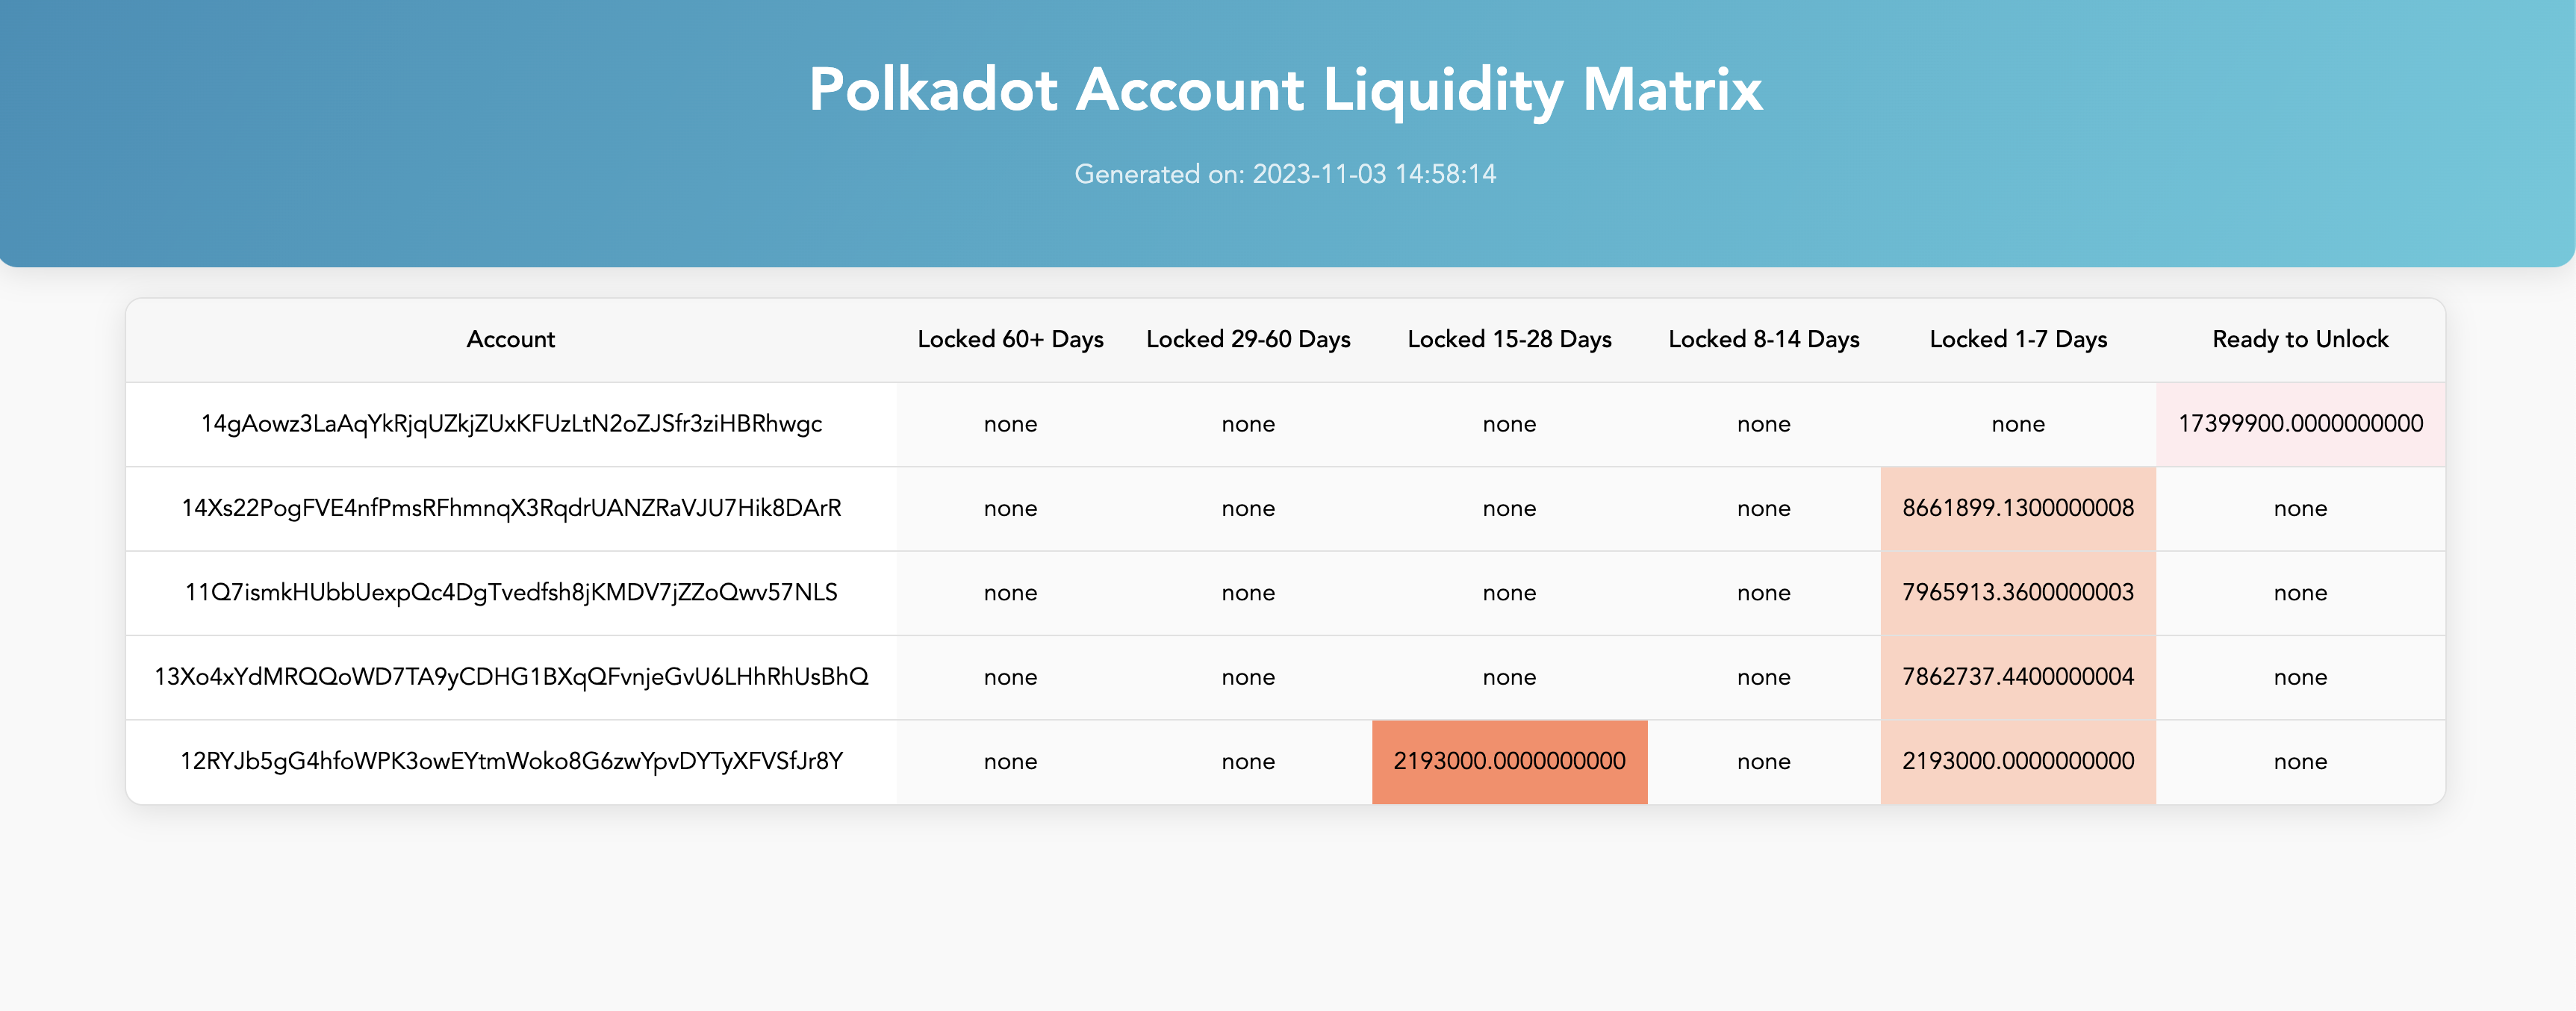 Polkadot Account Liquidity Matrix
Generated on: 2023-11-03 14:58:14
Account Locked 60+ Days Locked 29-60 Days Locked 15-28 Days Locked 8-14 Days Locked 1-7 Days Ready to Unlock
14gAowz3LaAqYkRjqUZkjZUxKFUzLtN2oZJSfr3ziHBRhwgc none none none none none 17399900.0000000000
14Xs22PogFVE4nfPmsRFhmnqX3RqdrUANZRaVJU7Hik8DArR none none none none 8661899.1300000008 none
11Q7ismkHUbbUexpQc4DgTvedfsh8jKMDV7jZZoQwv57NLS none none none none 7965913.3600000003 none
13Xo4xYdMRQQoWD7TA9yCDHG1BXqQFvnjeGvU6LHhRhUsBhQ none none none none 7862737.4400000004 none
12RYJb5gG4hfoWPK3owEYtmWoko8G6zwYpvDYTyXFVSfJr8Y none none 2193000.0000000000 none 2193000.0000000000 none